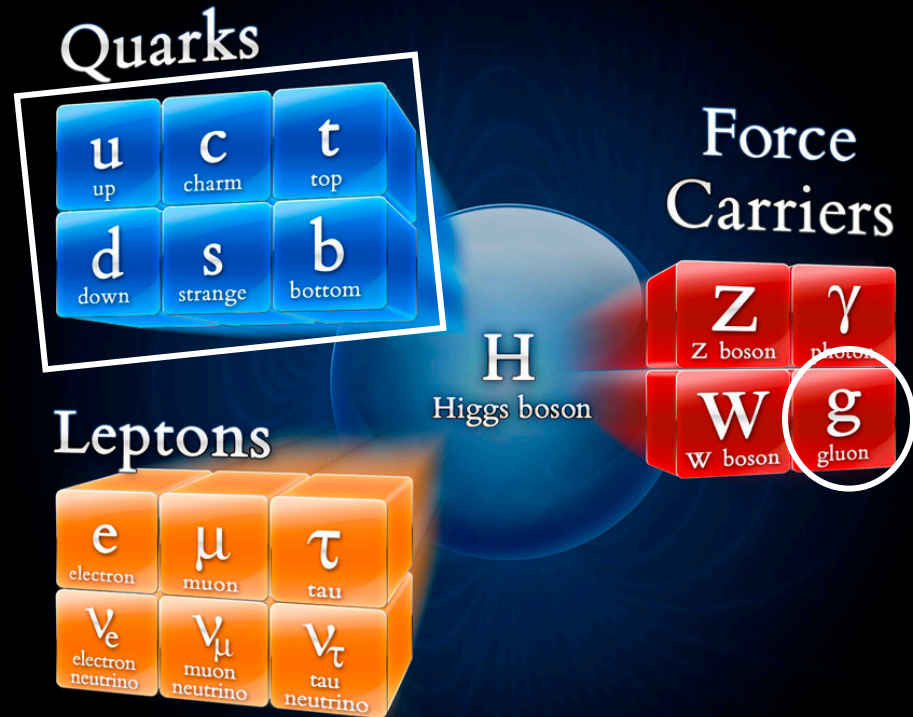 Quarks
u
up
c
charm
t
top
d
down
s
strange
b
bottom
Force
Carriers
Z
Z boson
γ
photon
W
W boson
g
gluon
H
Higgs boson
Leptons
e
electron
μ
muon
τ
tau
νe
electron
neutrino
νμ
muon
neutrino
ντ
tau
neutrino